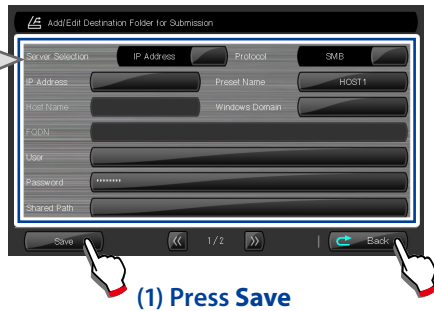 Add/Edit Destination Folder for Submission
Server Selection IP Address Protocol SMB
IP Address Preset Name HOST1
Host Name Windows Domain
FQDN
User
Password ********
Shared Path
Save 1/2 Back
(1) Press Save